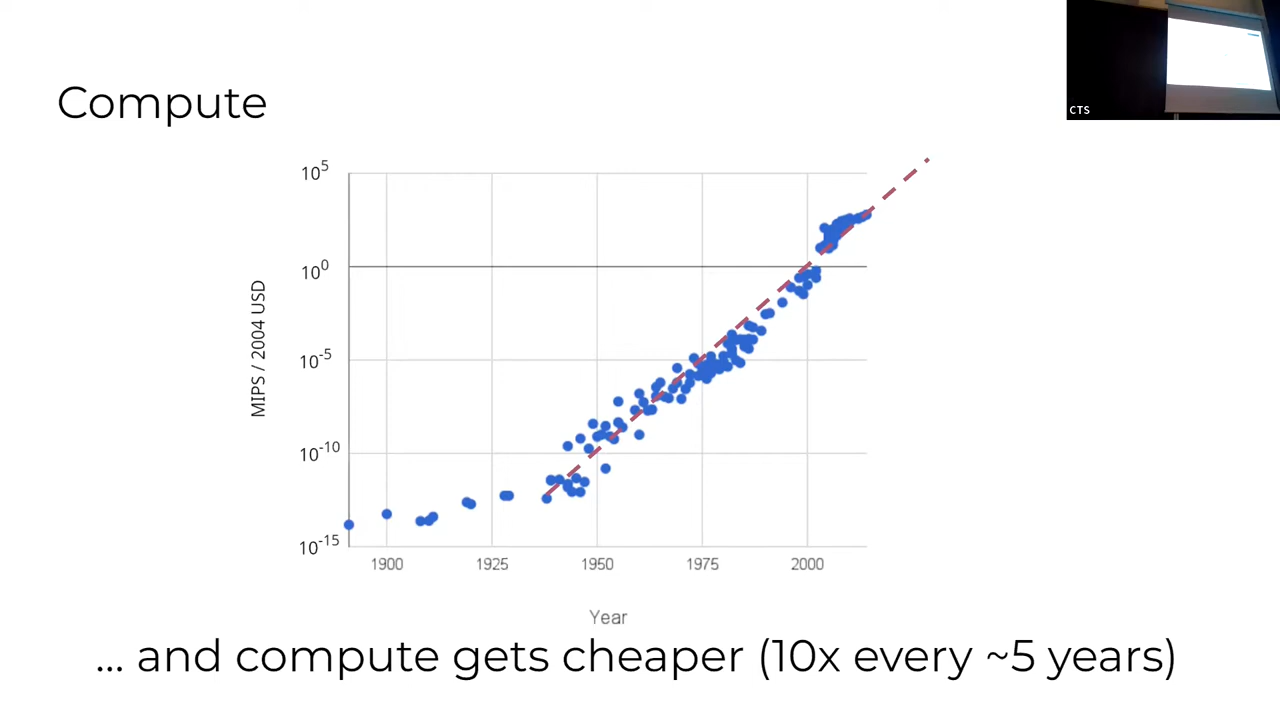 CTS
Compute
10^5
10^0
10^-5
10^-10
10^-15
MIPS / 2004 USD
1900 1925 1950 1975 2000
Year
... and compute gets cheaper (10x every ~5 years)